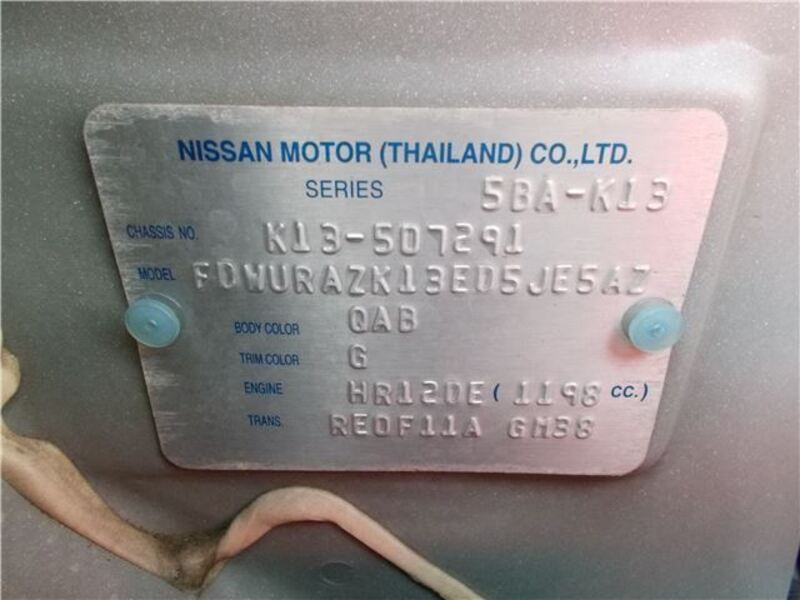 NISSAN MOTOR (THAILAND) CO.,LTD.
SERIES 5BA-K13
CHASSIS NO. K13-507291
MODEL FDWURAZK13ED5JE5AZ
BODY COLOR QAB
TRIM COLOR G
ENGINE HR12DE ( 1198 CC.)
TRANS. RE0F11A GM38